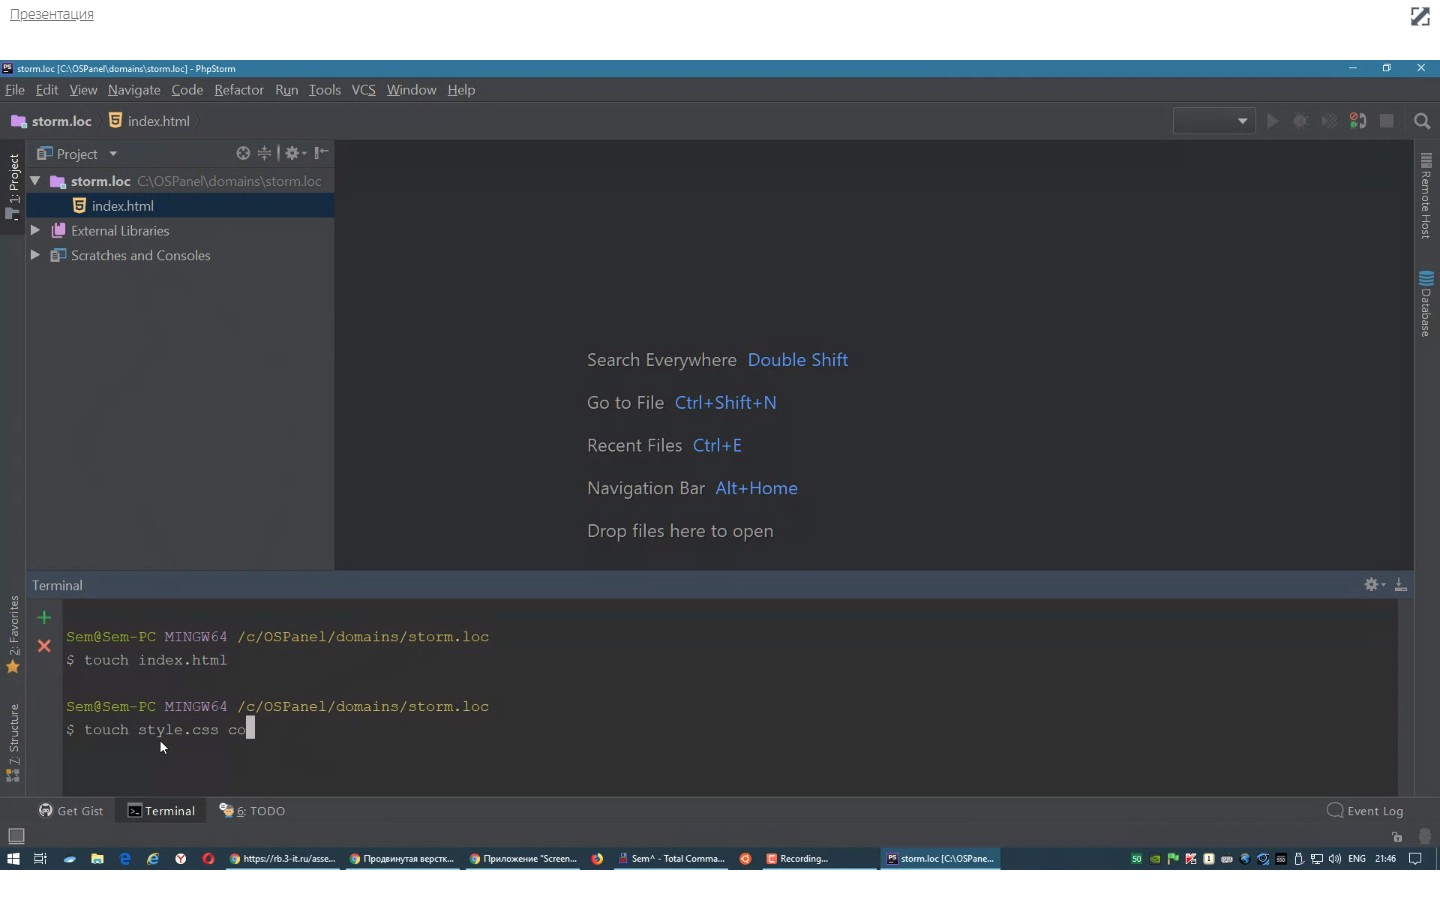 Презентация
storm.loc [C:\OSPanel\domains\storm.loc] - PhpStorm
File Edit View Navigate Code Refactor Run Tools VCS Window Help
storm.loc index.html
1: Project
Project
storm.loc C:\OSPanel\domains\storm.loc
index.html
External Libraries
Scratches and Consoles
Remote Host
Database
Search Everywhere Double Shift
Go to File Ctrl+Shift+N
Recent Files Ctrl+E
Navigation Bar Alt+Home
Drop files here to open
Terminal
2: Favorites
7: Structure
Sem@Sem-PC MINGW64 /c/OSPanel/domains/storm.loc
$ touch index.html
Sem@Sem-PC MINGW64 /c/OSPanel/domains/storm.loc
$ touch style.css co
Get Gist Terminal 6: TODO Event Log
https://rb.3-it.ru/asse... Продвинутая верстк... Приложение "Screen... Sem^ - Total Comma... Recording... storm.loc [C:\OSPane... 50 ENG 21:46